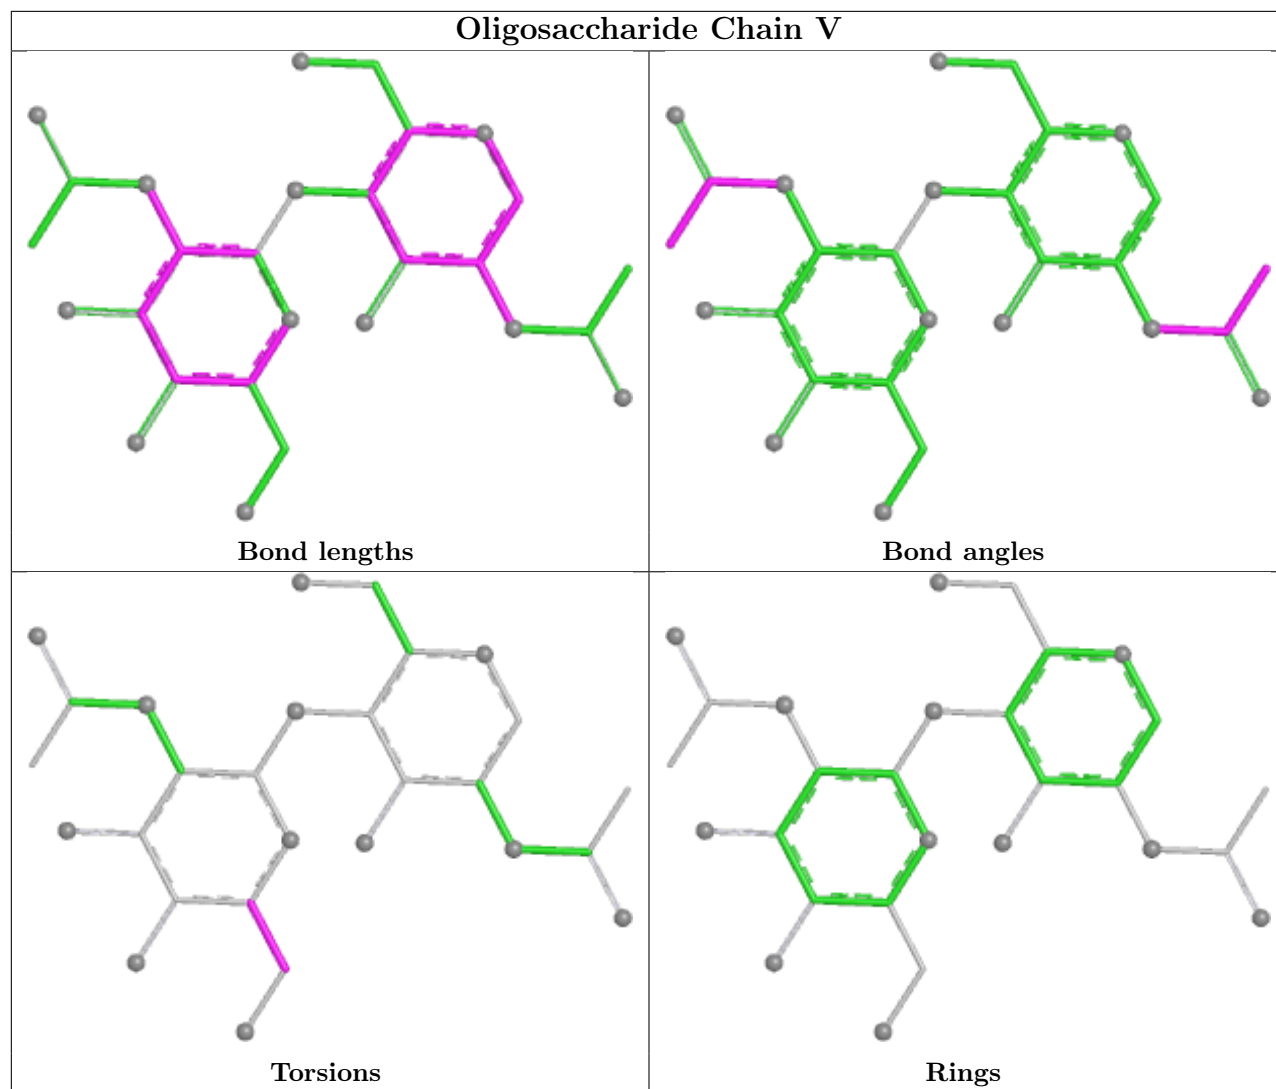 Oligosaccharide Chain V
Bond lengths
Bond angles
Torsions
Rings